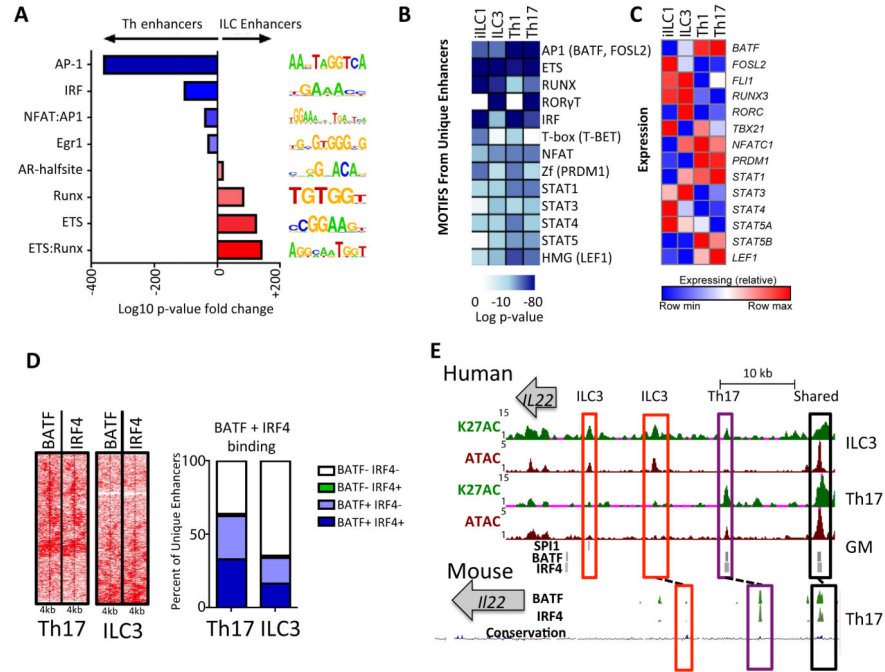 A
Th enhancers ILC Enhancers
AP-1
IRF
NFAT:AP1
Egr1
AR-halfsite
Runx
ETS
ETS:Runx
-400 -200 0 +200
Log10 p-value fold change
B
iILC1 ILC3 Th1 Th17
MOTIFS From Unique Enhancers
AP1 (BATF, FOSL2)
ETS
RUNX
RORγT
IRF
T-box (T-BET)
NFAT
Zf (PRDM1)
STAT1
STAT3
STAT4
STAT5
HMG (LEF1)
0 -10 -80
Log p-value
C
iILC1 ILC3 Th1 Th17
Expression
BATF
FOSL2
FLI1
RUNX3
RORC
TBX21
NFATC1
PRDM1
STAT1
STAT3
STAT4
STAT5A
STAT5B
LEF1
Expressing (relative)
Row min Row max
D
BATF IRF4 BATF IRF4
4kb 4kb 4kb 4kb
Th17 ILC3
BATF + IRF4
binding
Percent of Unique Enhancers
100
50
0
Th17 ILC3
BATF- IRF4-
BATF- IRF4+
BATF+ IRF4-
BATF+ IRF4+
E
10 kb
Human
IL22 ILC3 ILC3 Th17 Shared
K27AC 15 1
ATAC 5 1
ILC3
K27AC 15 1
ATAC 5 1
Th17
SPI1
BATF
IRF4
GM
Mouse
Il22
BATF
IRF4
Th17
Conservation